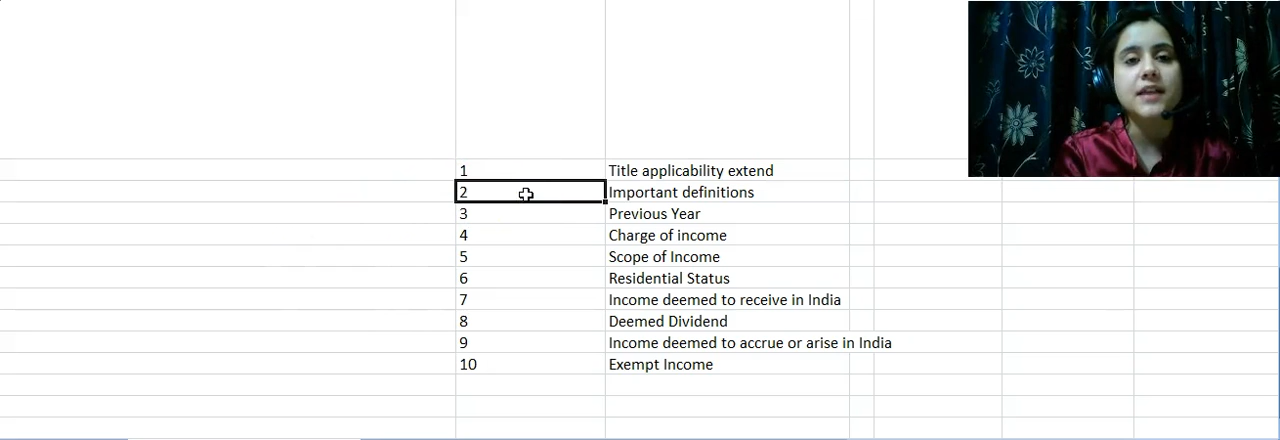 1 Title applicability extend
2 Important definitions
3 Previous Year
4 Charge of income
5 Scope of Income
6 Residential Status
7 Income deemed to receive in India
8 Deemed Dividend
9 Income deemed to accrue or arise in India
10 Exempt Income